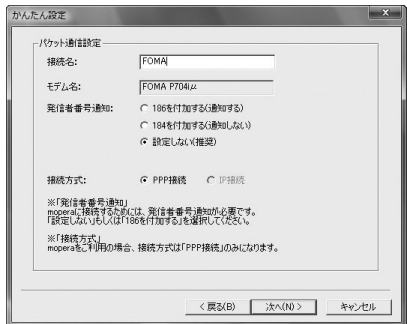 かんたん設定
パケット通信設定
接続名: FOMA
モデム名: FOMA P704iμ
発信者番号通知: 186を付加する(通知する)
184を付加する(通知しない)
設定しない(推奨)
接続方式: PPP接続 IP接続
※「発信者番号通知」
moperaに接続するためには、発信者番号通知が必要です。
「設定しない」もしくは「186を付加する」を選択してください。
※「接続方式」
moperaをご利用の場合、接続方式は「PPP接続」のみになります。
< 戻る(B) 次へ(N) > キャンセル